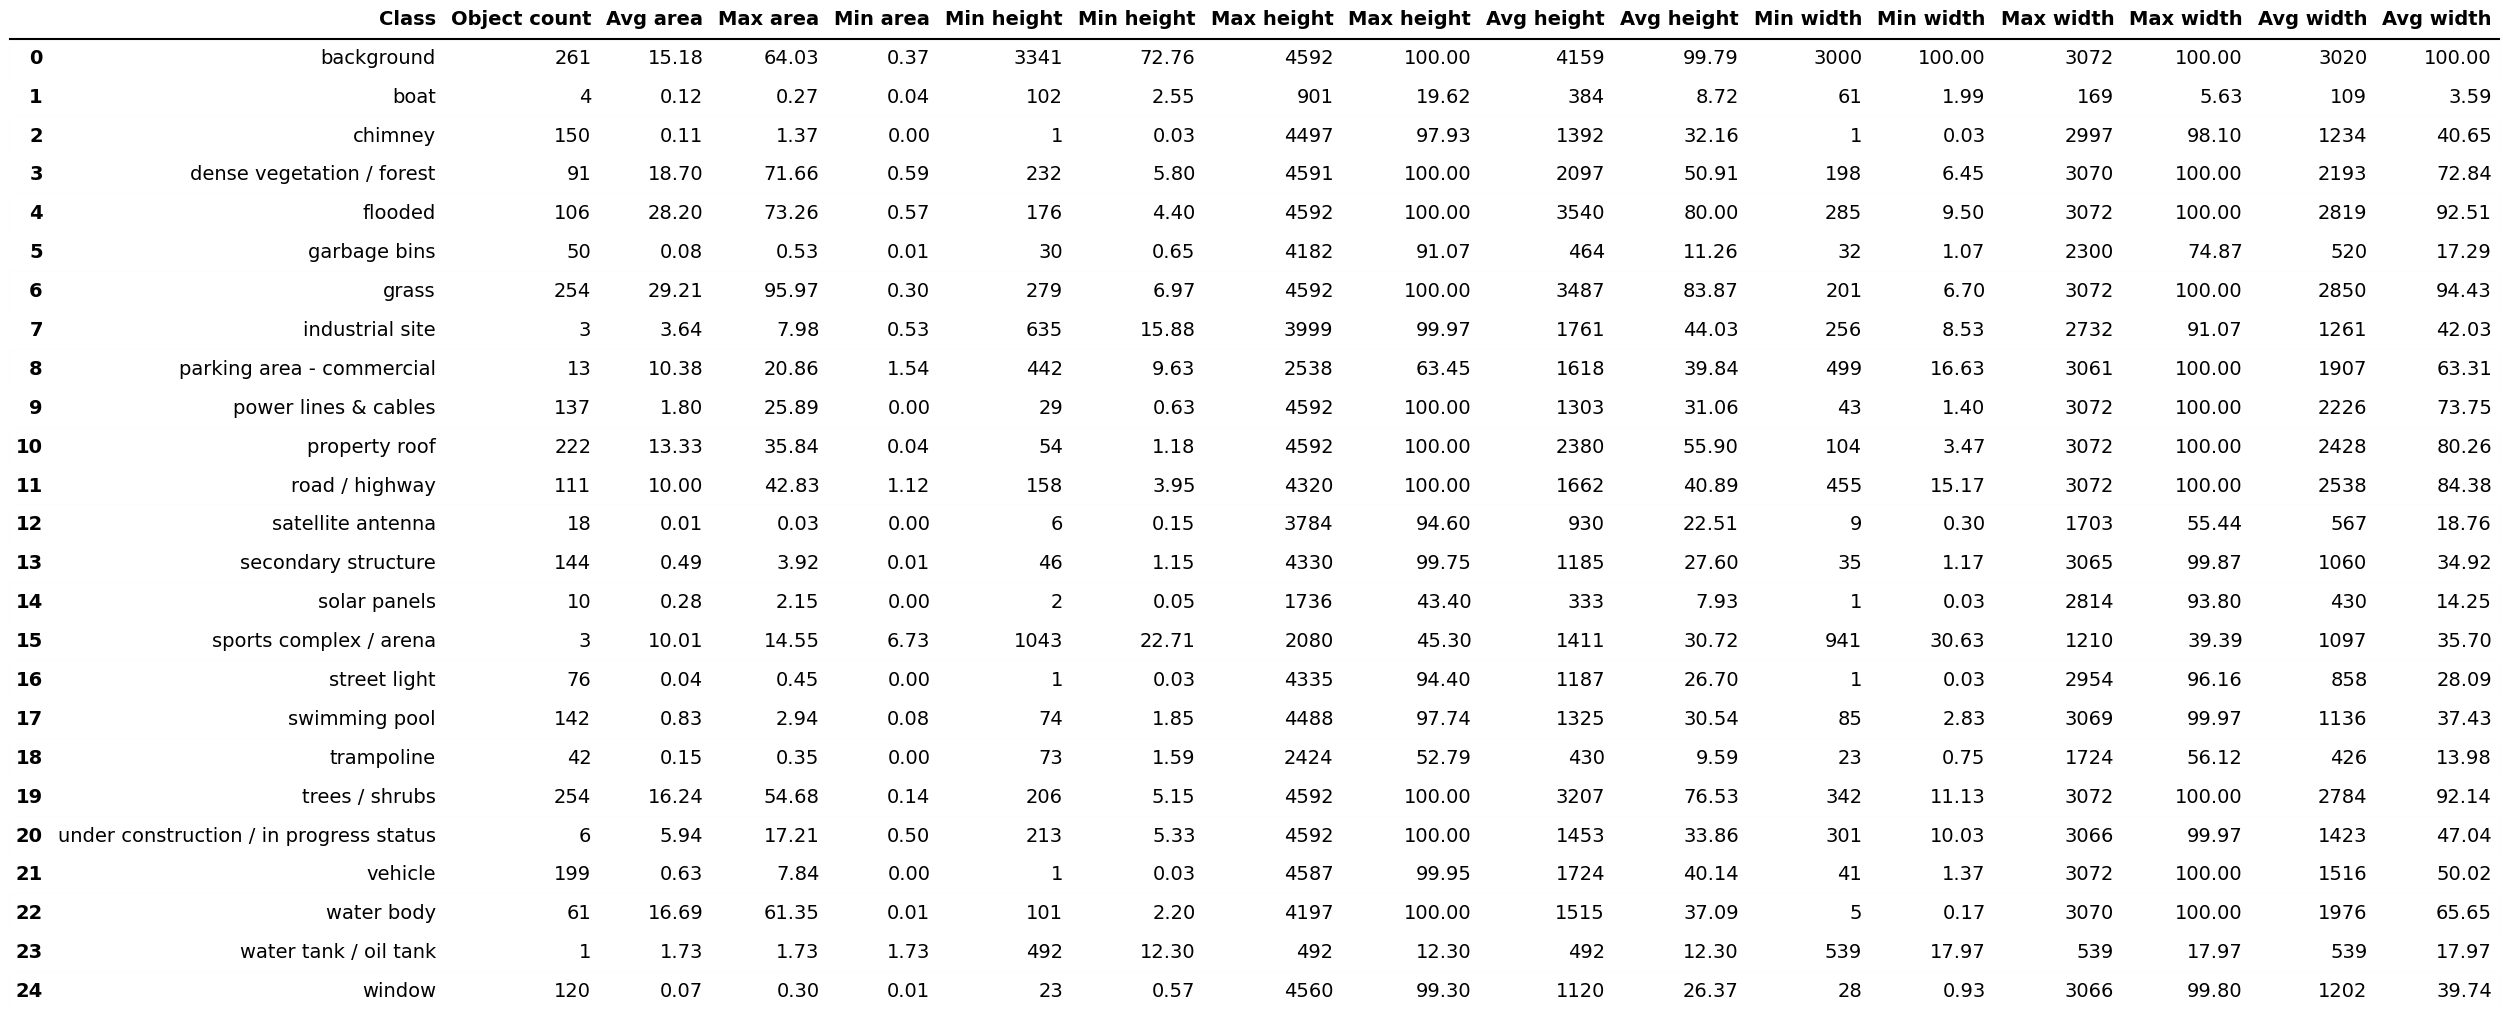 Class Object count Avg area Max area Min area Min height Min height Max height Max height Avg height Avg height Min width Min width Max width Max width Avg width Avg width
0 background 261 15.18 64.03 0.37 3341 72.76 4592 100.00 4159 99.79 3000 100.00 3072 100.00 3020 100.00
1 boat 4 0.12 0.27 0.04 102 2.55 901 19.62 384 8.72 61 1.99 169 5.63 109 3.59
2 chimney 150 0.11 1.37 0.00 1 0.03 4497 97.93 1392 32.16 1 0.03 2997 98.10 1234 40.65
3 dense vegetation / forest 91 18.70 71.66 0.59 232 5.80 4591 100.00 2097 50.91 198 6.45 3070 100.00 2193 72.84
4 flooded 106 28.20 73.26 0.57 176 4.40 4592 100.00 3540 80.00 285 9.50 3072 100.00 2819 92.51
5 garbage bins 50 0.08 0.53 0.01 30 0.65 4182 91.07 464 11.26 32 1.07 2300 74.87 520 17.29
6 grass 254 29.21 95.97 0.30 279 6.97 4592 100.00 3487 83.87 201 6.70 3072 100.00 2850 94.43
7 industrial site 3 3.64 7.98 0.53 635 15.88 3999 99.97 1761 44.03 256 8.53 2732 91.07 1261 42.03
8 parking area - commercial 13 10.38 20.86 1.54 442 9.63 2538 63.45 1618 39.84 499 16.63 3061 100.00 1907 63.31
9 power lines & cables 137 1.80 25.89 0.00 29 0.63 4592 100.00 1303 31.06 43 1.40 3072 100.00 2226 73.75
10 property roof 222 13.33 35.84 0.04 54 1.18 4592 100.00 2380 55.90 104 3.47 3072 100.00 2428 80.26
11 road / highway 111 10.00 42.83 1.12 158 3.95 4320 100.00 1662 40.89 455 15.17 3072 100.00 2538 84.38
12 satellite antenna 18 0.01 0.03 0.00 6 0.15 3784 94.60 930 22.51 9 0.30 1703 55.44 567 18.76
13 secondary structure 144 0.49 3.92 0.01 46 1.15 4330 99.75 1185 27.60 35 1.17 3065 99.87 1060 34.92
14 solar panels 10 0.28 2.15 0.00 2 0.05 1736 43.40 333 7.93 1 0.03 2814 93.80 430 14.25
15 sports complex / arena 3 10.01 14.55 6.73 1043 22.71 2080 45.30 1411 30.72 941 30.63 1210 39.39 1097 35.70
16 street light 76 0.04 0.45 0.00 1 0.03 4335 94.40 1187 26.70 1 0.03 2954 96.16 858 28.09
17 swimming pool 142 0.83 2.94 0.08 74 1.85 4488 97.74 1325 30.54 85 2.83 3069 99.97 1136 37.43
18 trampoline 42 0.15 0.35 0.00 73 1.59 2424 52.79 430 9.59 23 0.75 1724 56.12 426 13.98
19 trees / shrubs 254 16.24 54.68 0.14 206 5.15 4592 100.00 3207 76.53 342 11.13 3072 100.00 2784 92.14
20 under construction / in progress status 6 5.94 17.21 0.50 213 5.33 4592 100.00 1453 33.86 301 10.03 3066 99.97 1423 47.04
21 vehicle 199 0.63 7.84 0.00 1 0.03 4587 99.95 1724 40.14 41 1.37 3072 100.00 1516 50.02
22 water body 61 16.69 61.35 0.01 101 2.20 4197 100.00 1515 37.09 5 0.17 3070 100.00 1976 65.65
23 water tank / oil tank 1 1.73 1.73 1.73 492 12.30 492 12.30 492 12.30 539 17.97 539 17.97 539 17.97
24 window 120 0.07 0.30 0.01 23 0.57 4560 99.30 1120 26.37 28 0.93 3066 99.80 1202 39.74